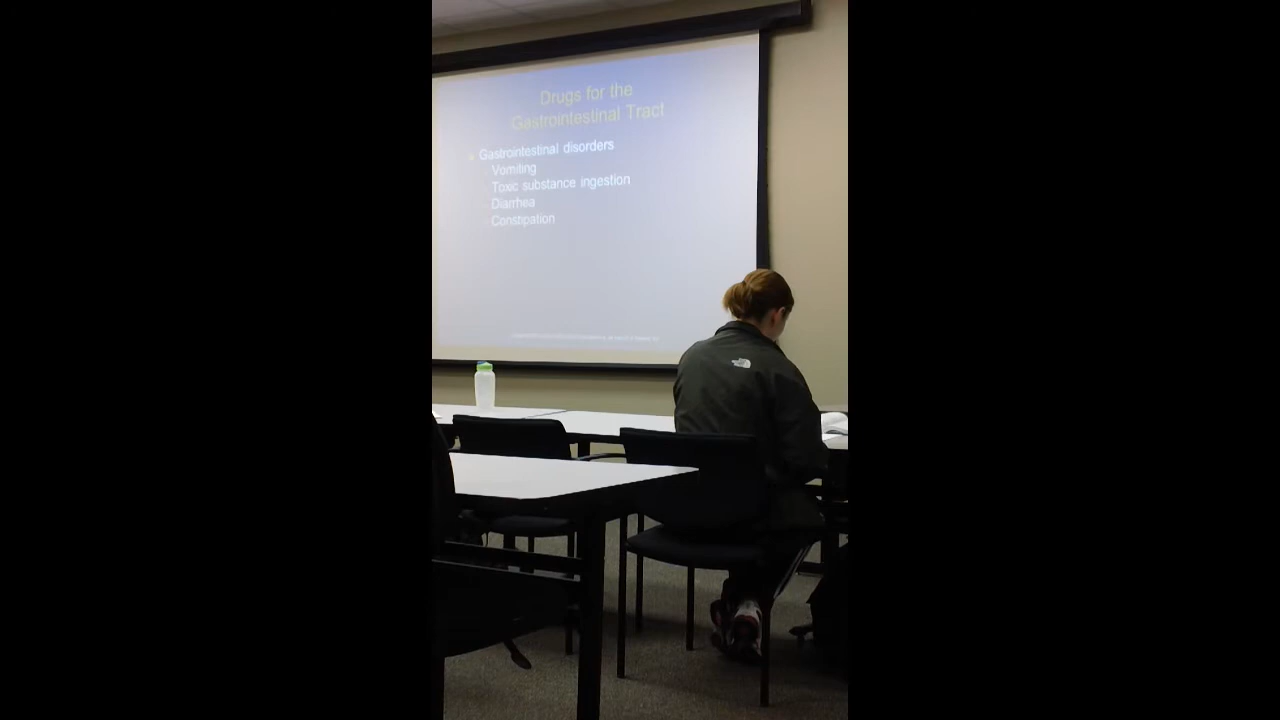 Drugs for the
Gastrointestinal Tract
Gastrointestinal disorders
Vomiting
Toxic substance ingestion
Diarrhea
Constipation